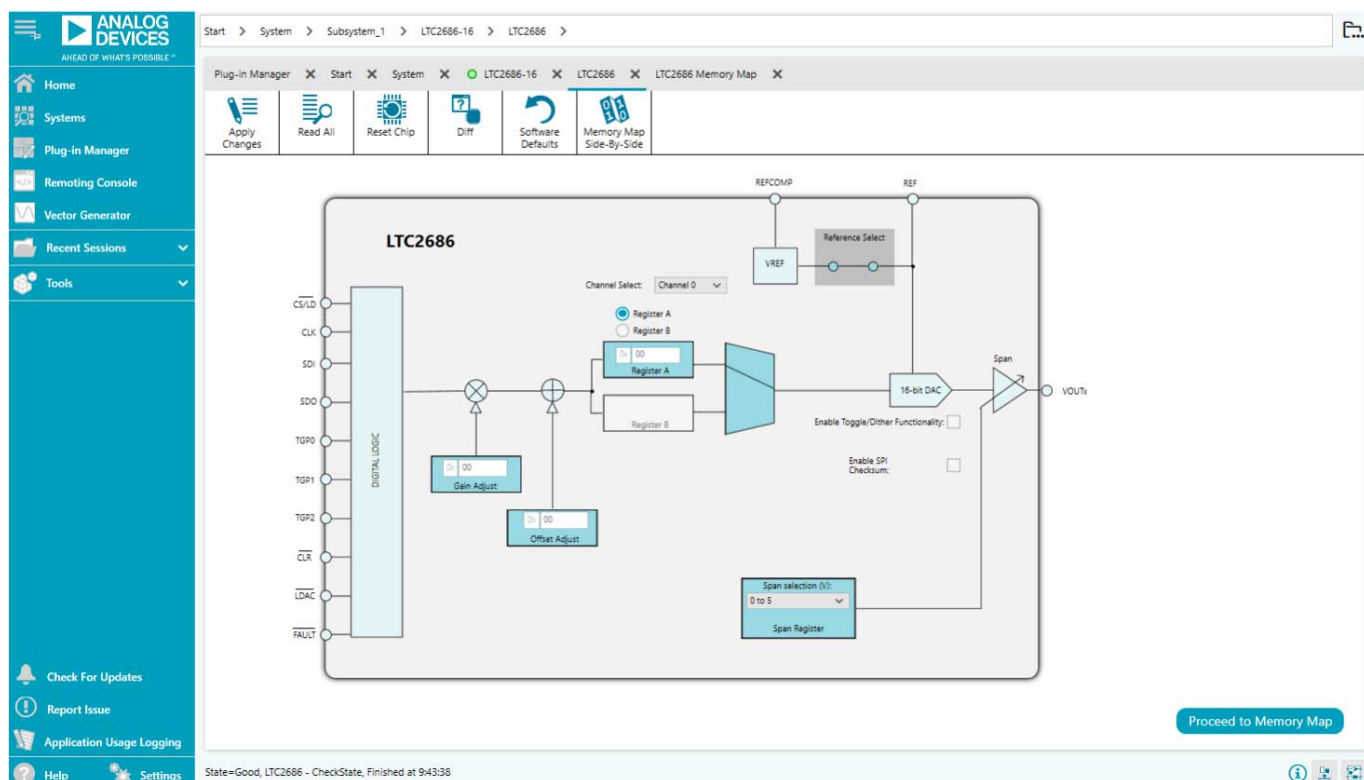 ANALOG
DEVICES
AHEAD OF WHAT'S POSSIBLE™
Home
Systems
Plug-in Manager
Remoting Console
Vector Generator
Recent Sessions
Tools
Check For Updates
Report Issue
Application Usage Logging
Help Settings
Start > System > Subsystem_1 > LTC2686-16 > LTC2686 >
Plug-in Manager X Start X System X LTC2686-16 X LTC2686 X LTC2686 Memory Map X
Apply Changes
Read All
Reset Chip
Diff
Software Defaults
Memory Map Side-By-Side
REFCOMP REF
LTC2686
Reference Select
VREF
Channel Select: Channel 0
Register A
Register B
0x 00
Register A
Register B
CS/LD
CLK
SDI
SDO
TGP0
TGP1
TGP2
CLR
LDAC
FAULT
DIGITAL LOGIC
0x 00
Gain Adjust
0x 00
Offset Adjust
16-bit DAC
Span
VOUTx
Enable Toggle/Dither Functionality:
Enable SPI
Checksum:
Span selection (V):
0 to 5
Span Register
Proceed to Memory Map
State=Good, LTC2686 - CheckState, Finished at 9:43:38